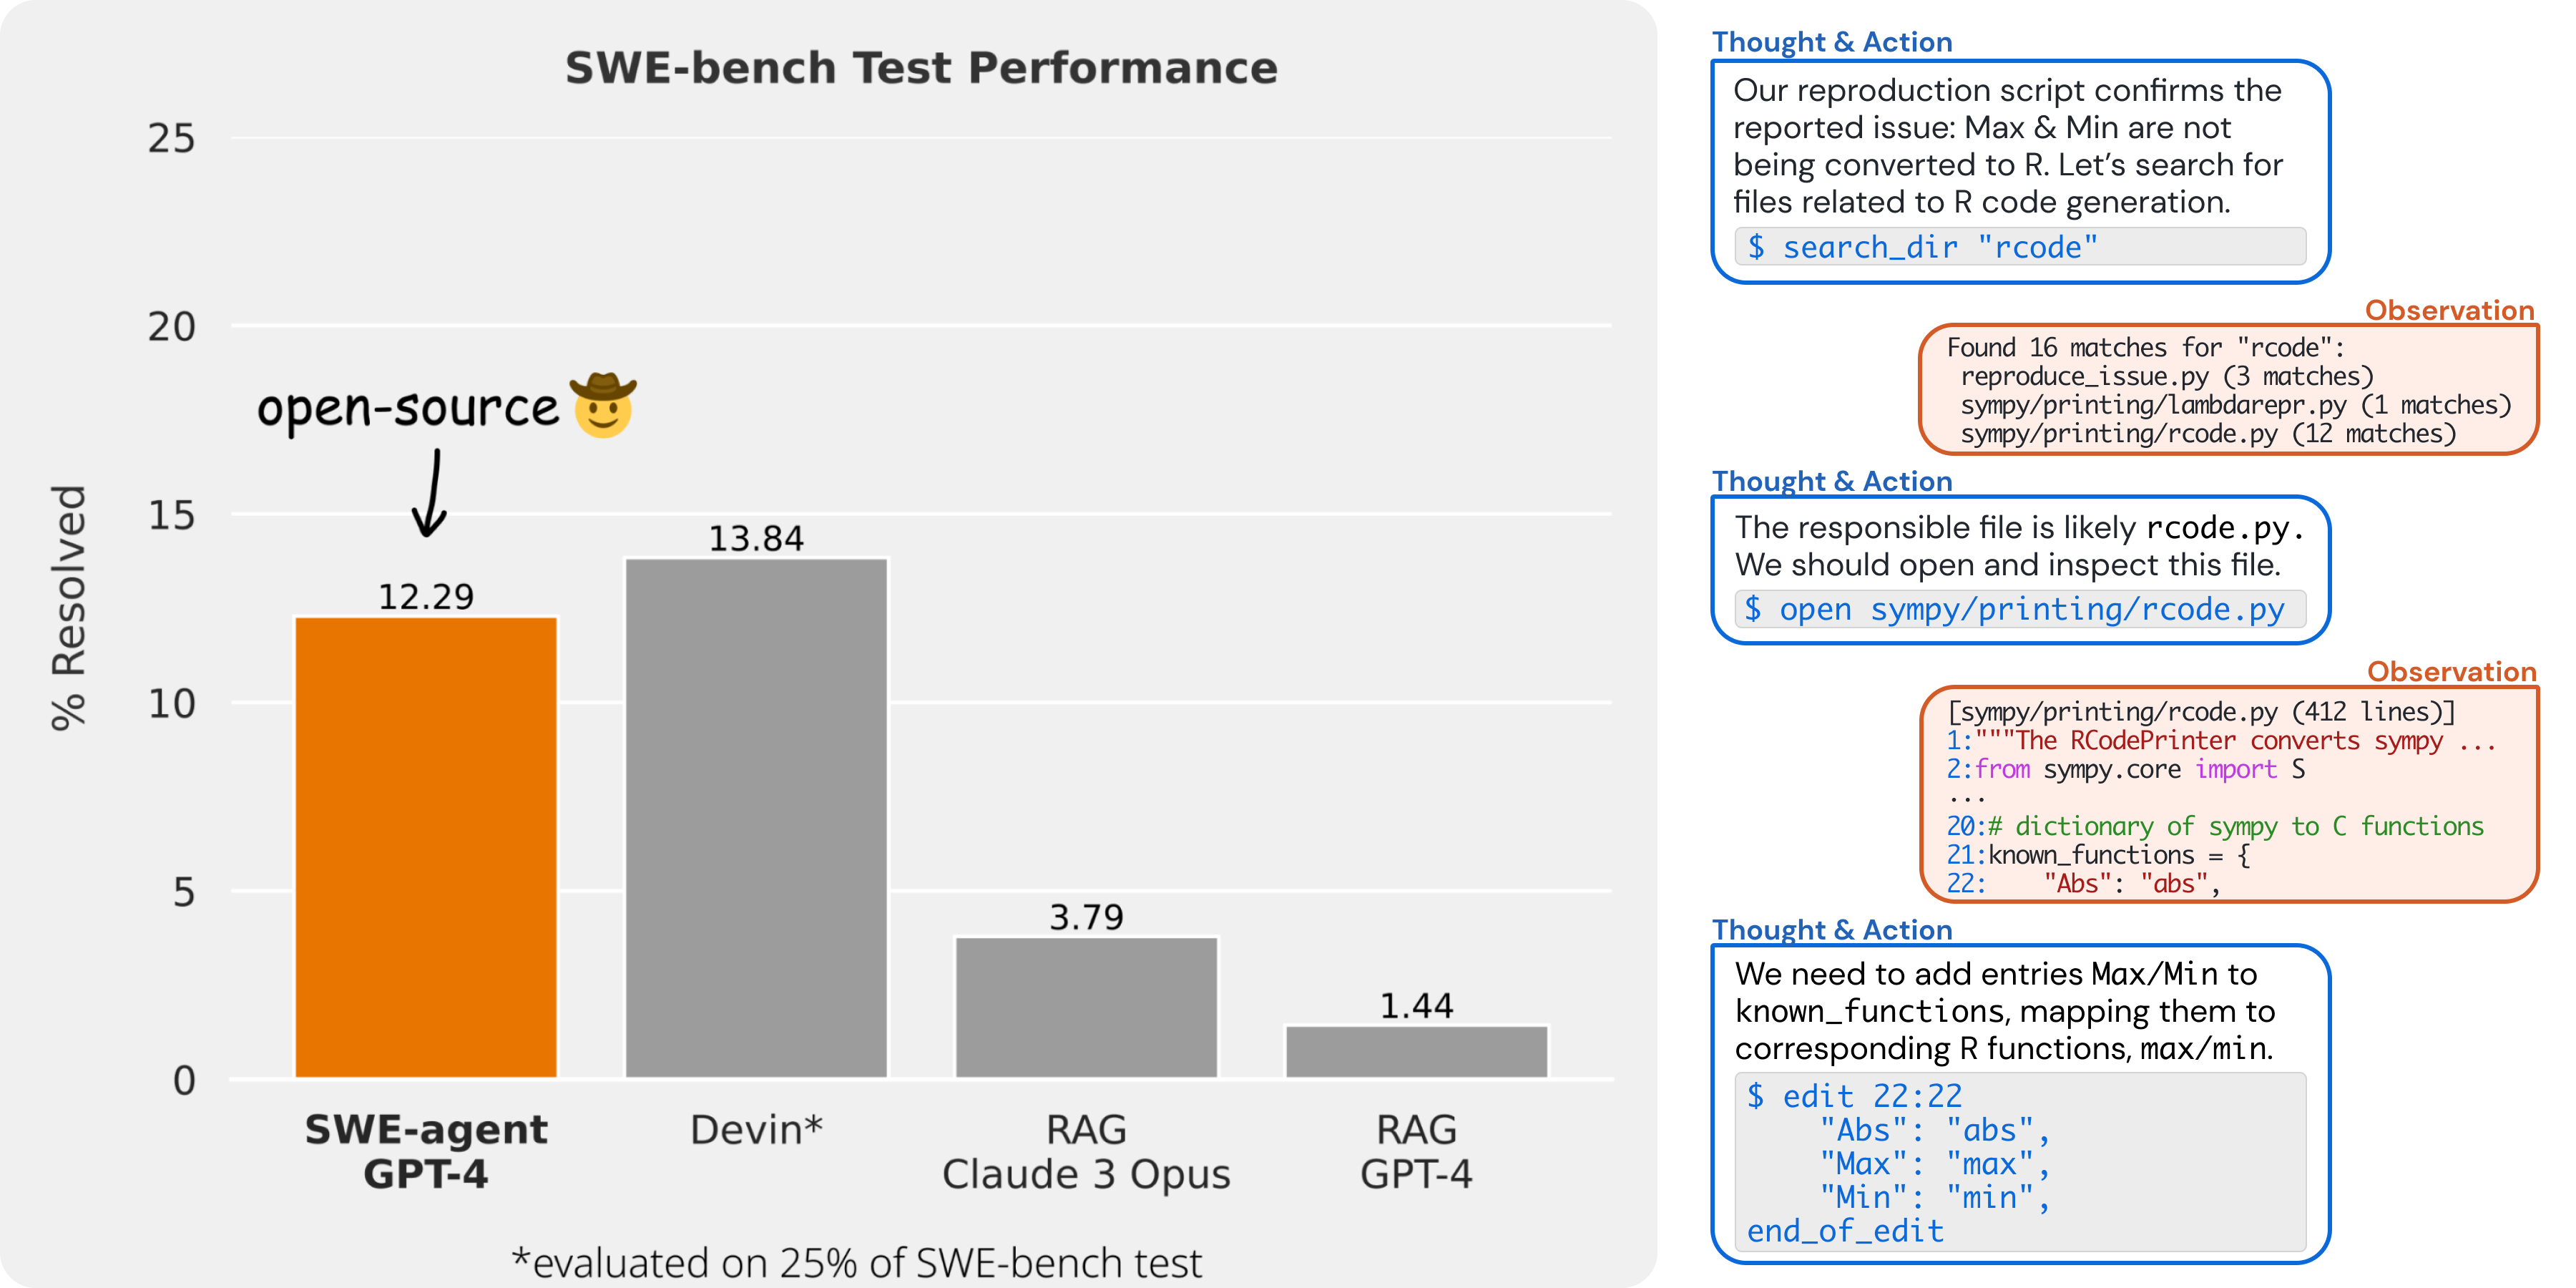 SWE-bench Test Performance
25
20
15
10
5
0
% Resolved
open-source
12.29
13.84
3.79
1.44
SWE-agent
GPT-4
Devin*
RAG
Claude 3 Opus
RAG
GPT-4
*evaluated on 25% of SWE-bench test
Thought & Action
Our reproduction script confirms the
reported issue: Max & Min are not
being converted to R. Let’s search for
files related to R code generation.
$ search_dir "rcode"
Observation
Found 16 matches for "rcode":
reproduce_issue.py (3 matches)
sympy/printing/lambdarepr.py (1 matches)
sympy/printing/rcode.py (12 matches)
Thought & Action
The responsible file is likely rcode.py.
We should open and inspect this file.
$ open sympy/printing/rcode.py
Observation
[sympy/printing/rcode.py (412 lines)]
1:"""The RCodePrinter converts sympy ...
2:from sympy.core import S
...
20:# dictionary of sympy to C functions
21:known_functions = {
22:    "Abs": "abs",
Thought & Action
We need to add entries Max/Min to
known_functions, mapping them to
corresponding R functions, max/min.
$ edit 22:22
    "Abs": "abs",
    "Max": "max",
    "Min": "min",
end_of_edit